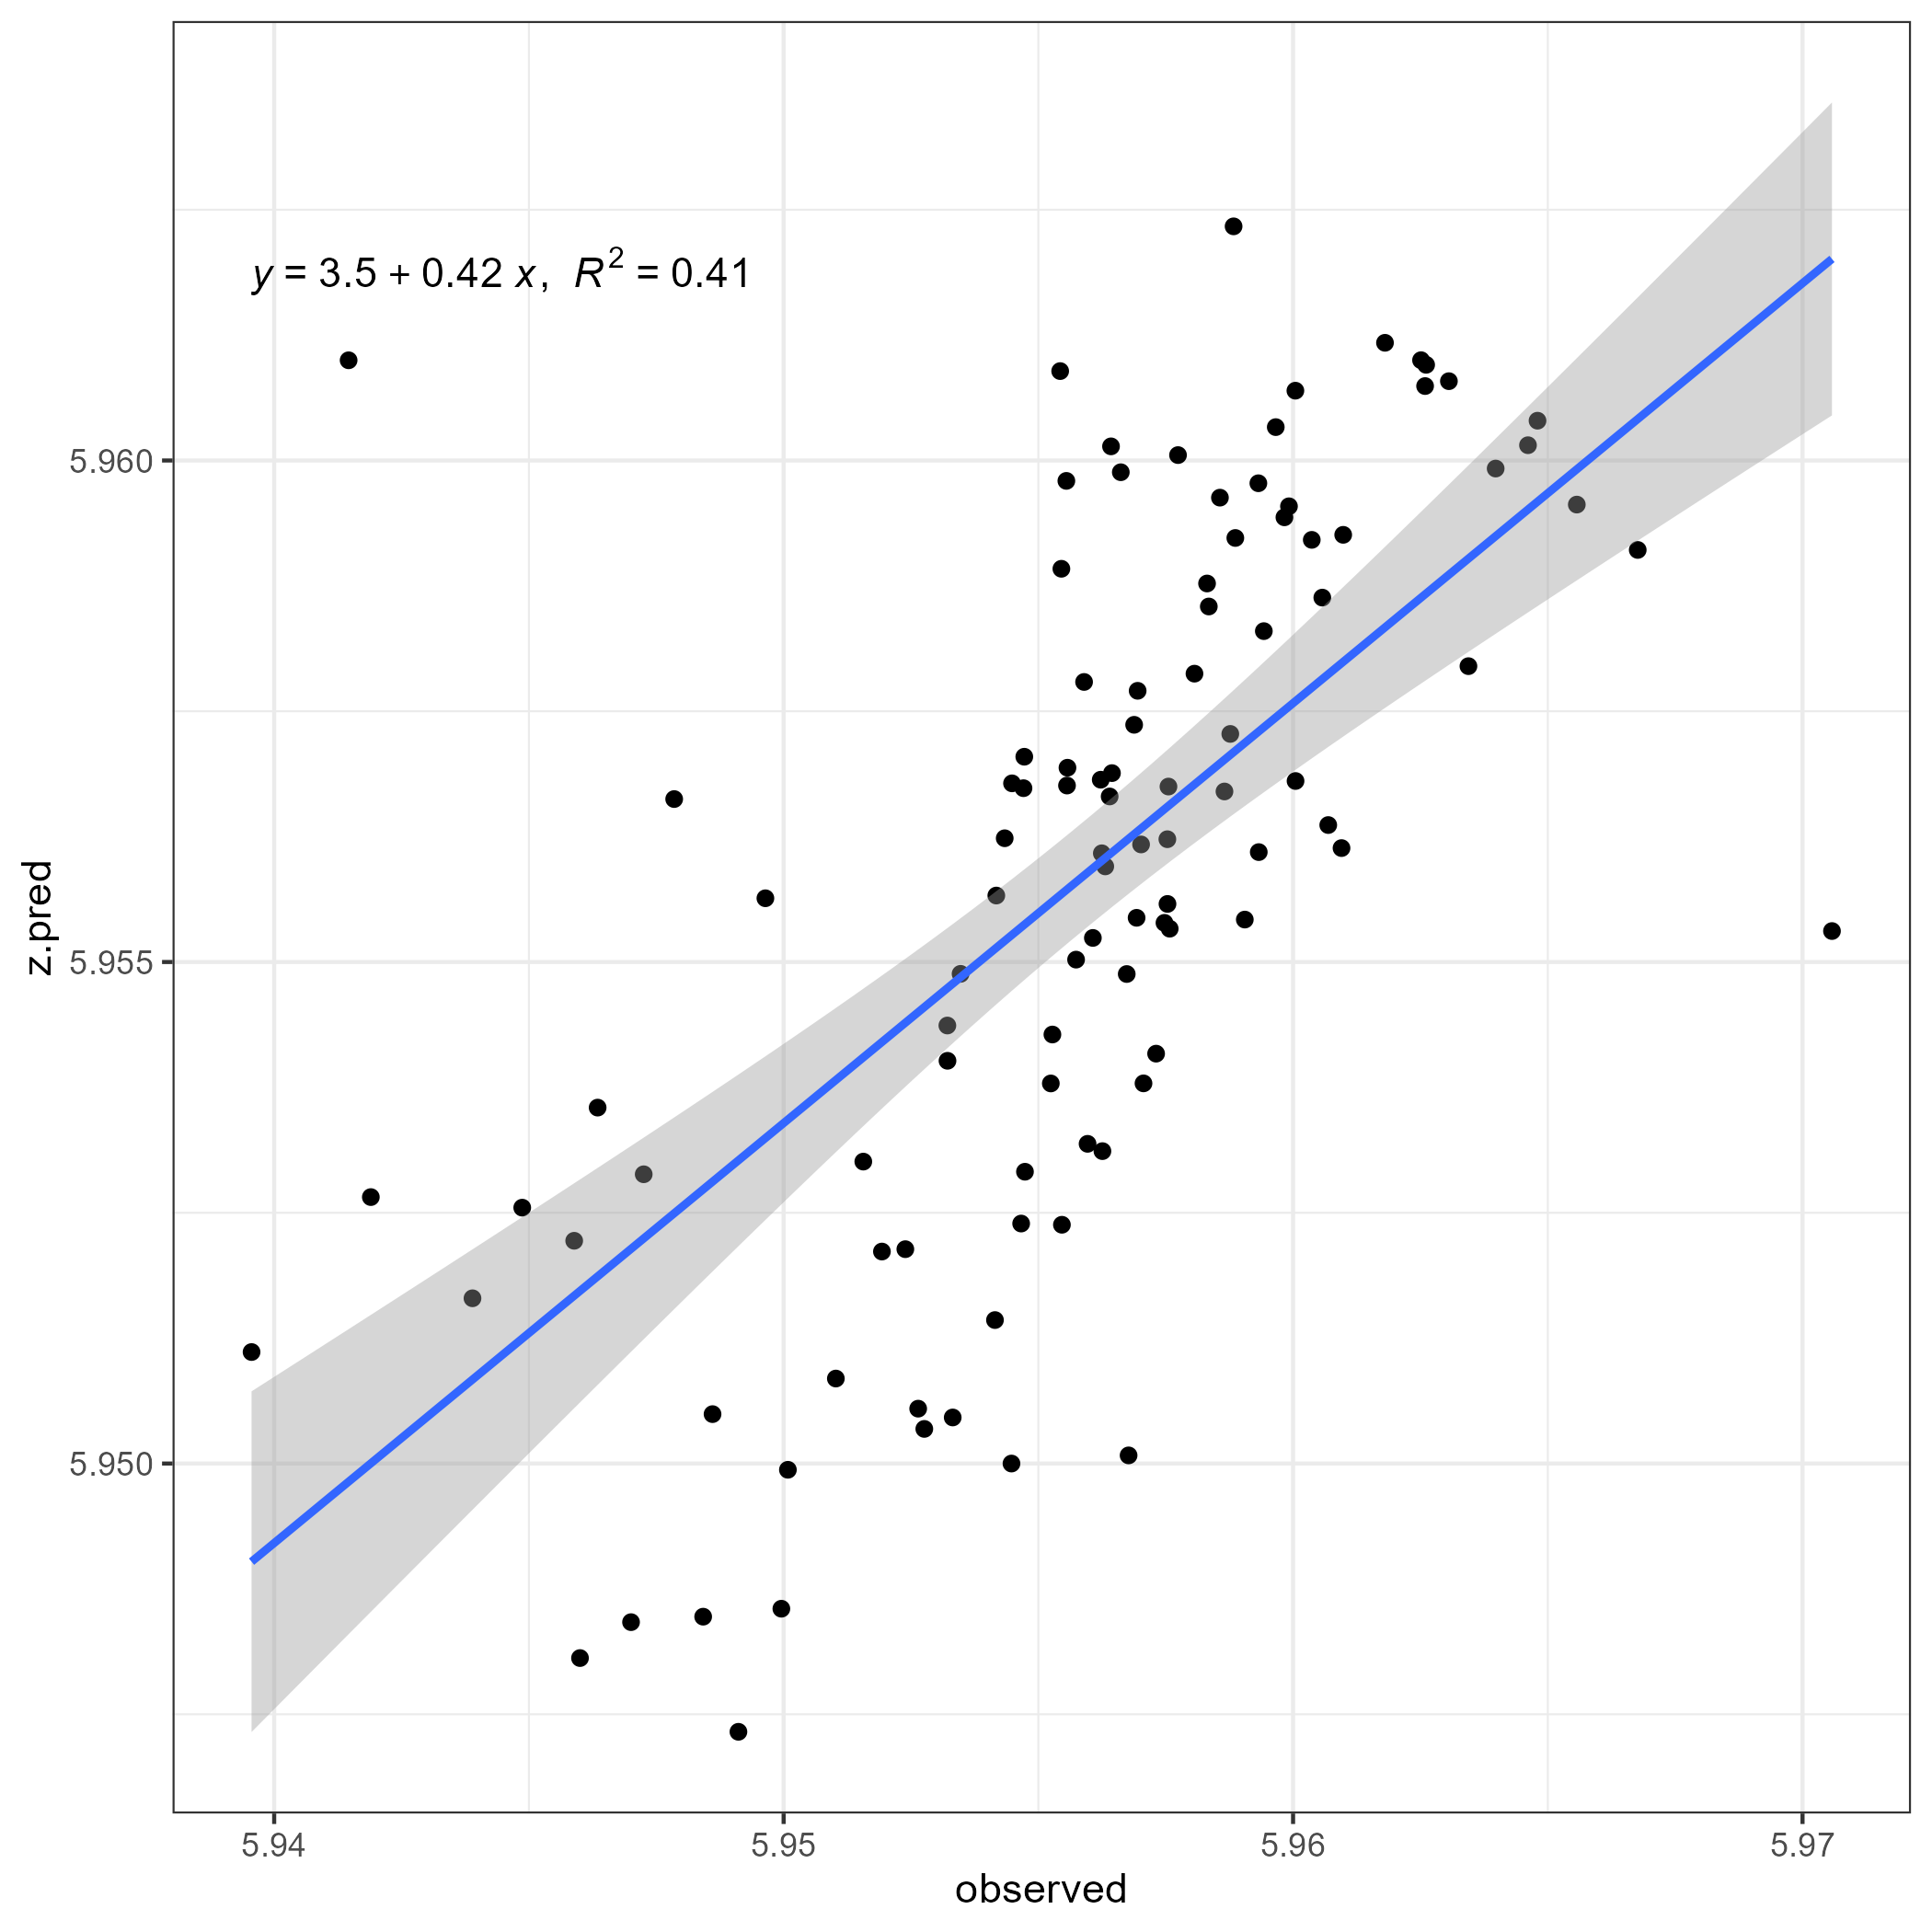 y = 3.5 + 0.42 x, R² = 0.41
5.960
5.955
5.950
z.pred
5.94 5.95 5.96 5.97
observed